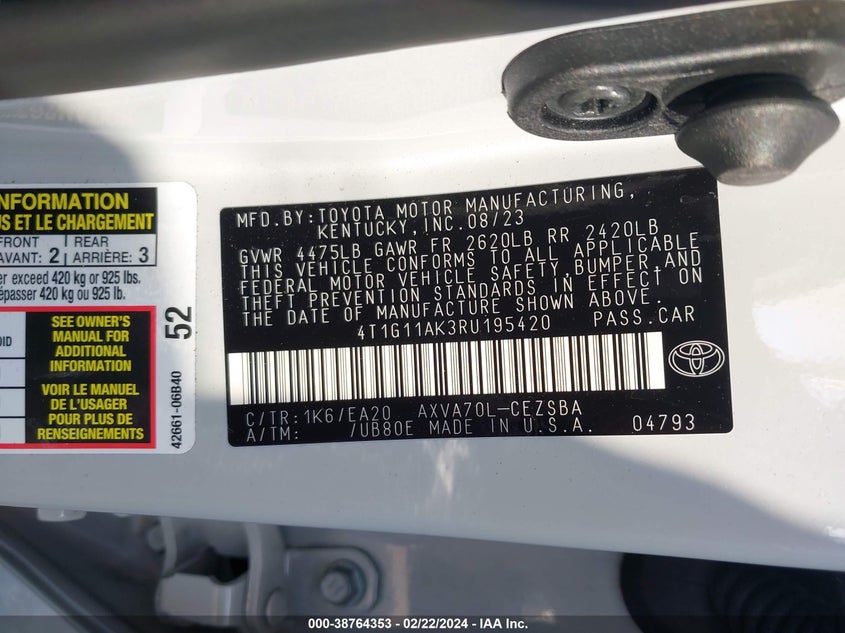 INFORMATION
US ET LE CHARGEMENT
FRONT
AVANT: 2
REAR
ARRIÈRE: 3
er exceed 420 kg or 925 lbs.
épasser 420 kg ou 925 lb.
SEE OWNER'S
MANUAL FOR
ADDITIONAL
INFORMATION
VOIR LE MANUEL
DE L'USAGER
POUR PLUS DE
RENSEIGNEMENTS
52
42661-06B40
MFD.BY:TOYOTA MOTOR MANUFACTURING,
KENTUCKY,INC.08/23
GVWR 4475LB GAWR FR 2620LB RR 2420LB
THIS VEHICLE CONFORMS TO ALL APPLICABLE
FEDERAL MOTOR VEHICLE SAFETY,BUMPER,AND
THEFT PREVENTION STANDARDS IN EFFECT ON
THE DATE OF MANUFACTURE SHOWN ABOVE.
4T1G11AK3RU195420 PASS.CAR
C/TR:1K6/EA20 AXVA70L-CEZSBA
A/TM: /UB80E MADE IN U.S.A. 04793
000-38764353 - 02/22/2024 - IAA Inc.